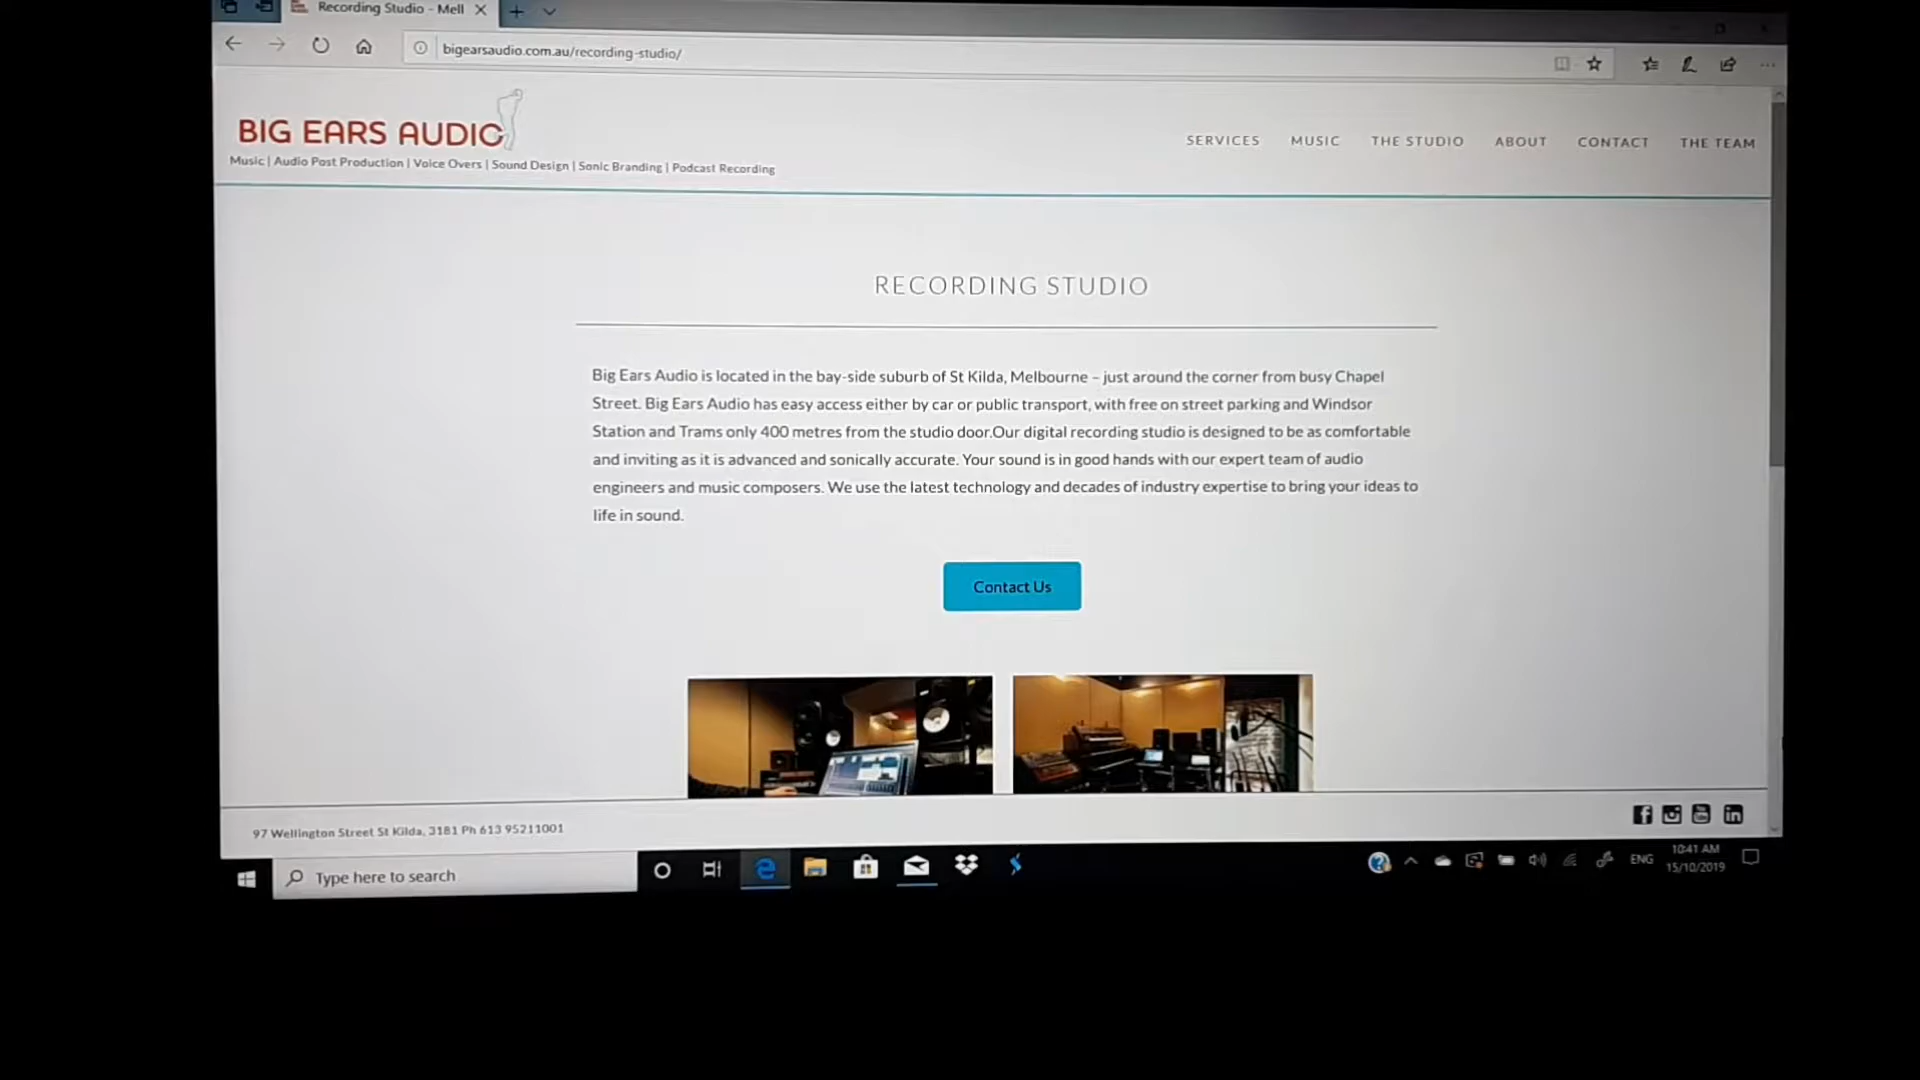 Recording Studio - Mell
bigearsaudio.com.au/recording-studio/
BIG EARS AUDIO
Music | Audio Post Production | Voice Overs | Sound Design | Sonic Branding | Podcast Recording
SERVICES MUSIC THE STUDIO ABOUT CONTACT THE TEAM
RECORDING STUDIO
Big Ears Audio is located in the bay-side suburb of St Kilda, Melbourne – just around the corner from busy Chapel
Street. Big Ears Audio has easy access either by car or public transport, with free on street parking and Windsor
Station and Trams only 400 metres from the studio door.Our digital recording studio is designed to be as comfortable
and inviting as it is advanced and sonically accurate. Your sound is in good hands with our expert team of audio
engineers and music composers. We use the latest technology and decades of industry expertise to bring your ideas to
life in sound.
Contact Us
97 Wellington Street St Kilda, 3181 Ph 613 95211001
Type here to search
ENG
10:41 AM
15/10/2019